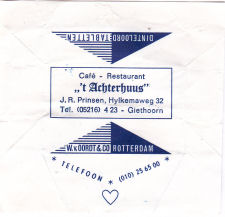 DINTELOORD TABLETTEN
Café - Restaurant
„'t Achterhuus"
J.R. Prinsen, Hylkemaweg 32
Tel. (05216) 4 23 - Giethoorn
W. v. OORDT & CO ROTTERDAM
* TELEFOON * (010) 25 65 00 *